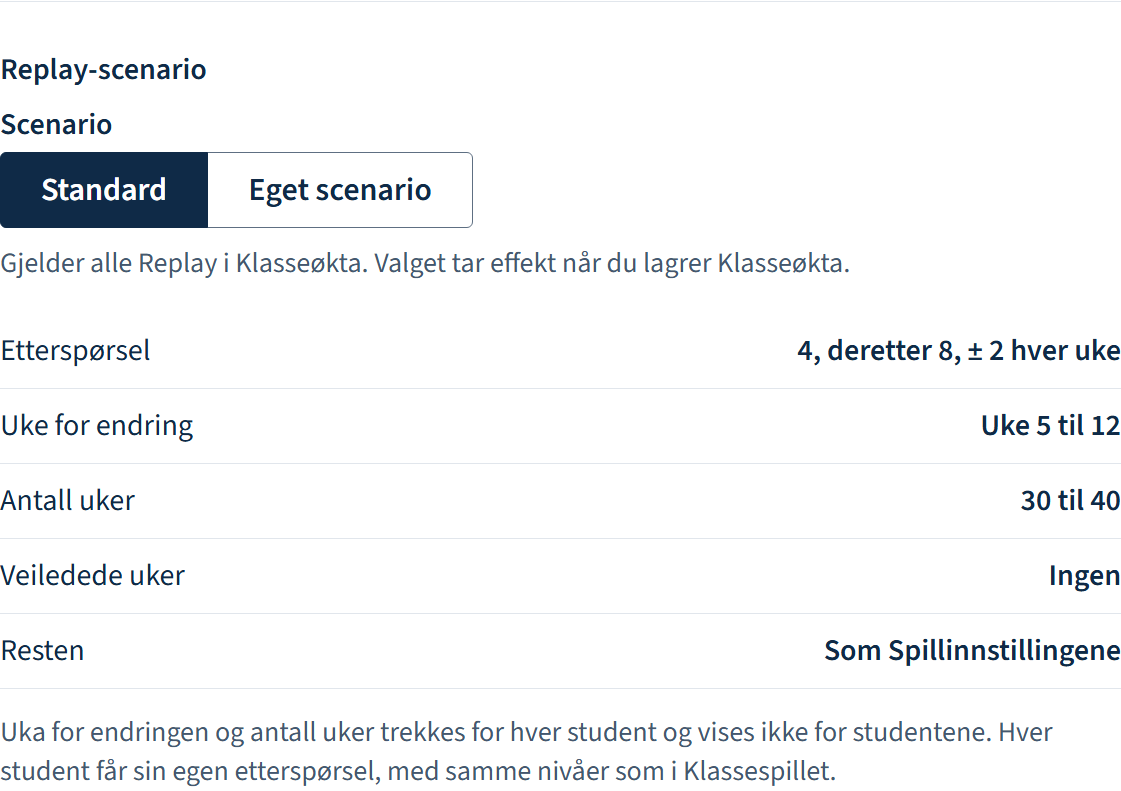 Replay-scenario
Scenario
Standard
Eget scenario
Gjelder alle Replay i Klasseøkta. Valget tar effekt når du lagrer Klasseøkta.
Etterspørsel
4, deretter 8, ± 2 hver uke
Uke for endring
Uke 5 til 12
Antall uker
30 til 40
Veiledede uker
Ingen
Resten
Som Spillinnstillingene
Uka for endringen og antall uker trekkes for hver student og vises ikke for studentene. Hver
student får sin egen etterspørsel, med samme nivåer som i Klassespillet.